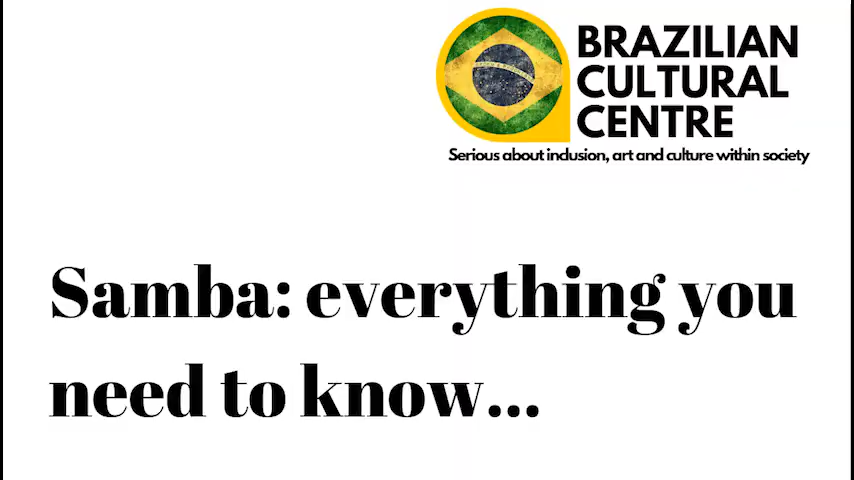 BRAZILIAN
CULTURAL
CENTRE
Serious about inclusion, art and culture within society
Samba: everything you
need to know...